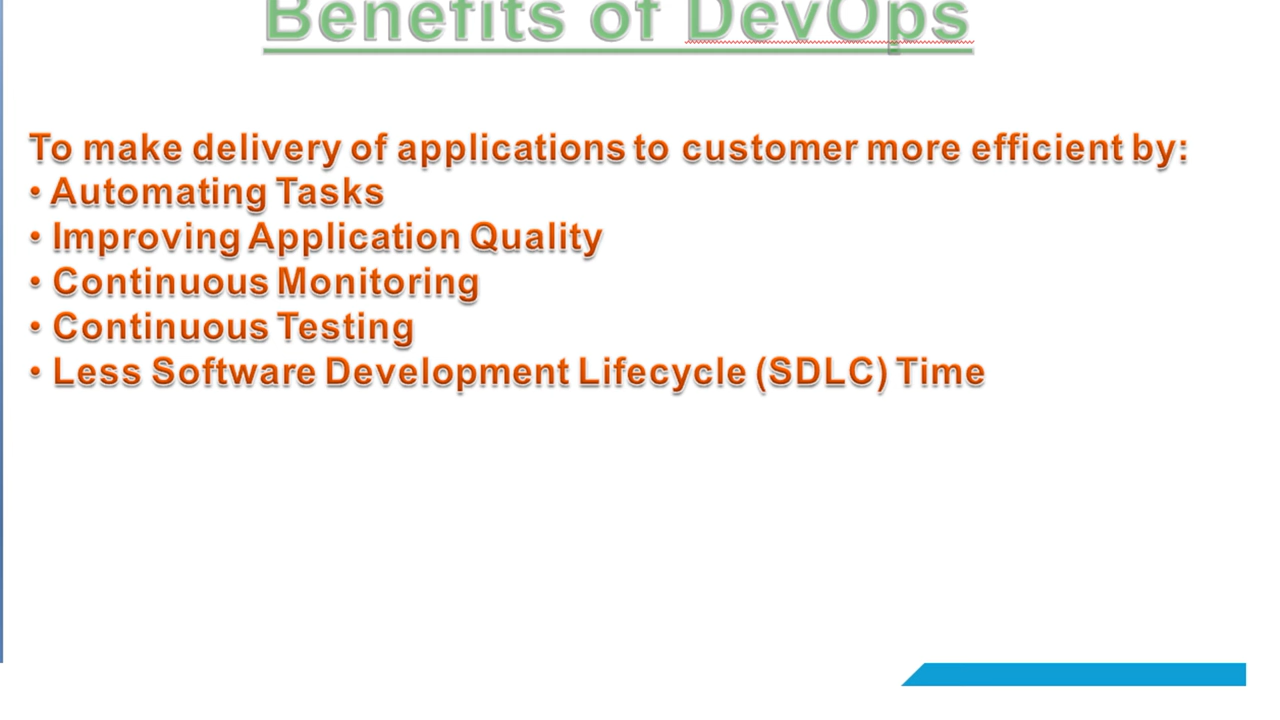 Benefits of DevOps
To make delivery of applications to customer more efficient by:
• Automating Tasks
• Improving Application Quality
• Continuous Monitoring
• Continuous Testing
• Less Software Development Lifecycle (SDLC) Time